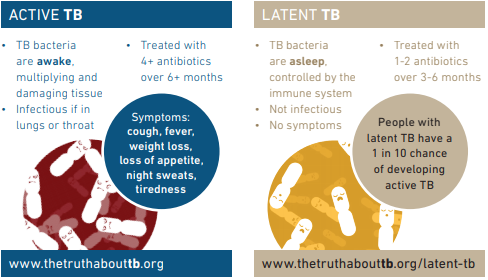 ACTIVE TB
• TB bacteria
are awake,
multiplying and
damaging tissue
• Infectious if in
lungs or throat
• Treated with
4+ antibiotics
over 6+ months
Symptoms:
cough, fever,
weight loss,
loss of appetite,
night sweats,
tiredness
www.thetruthabouttb.org
LATENT TB
• TB bacteria
are asleep,
controlled by the
immune system
• Not infectious
• No symptoms
• Treated with
1-2 antibiotics
over 3-6 months
People with
latent TB have a
1 in 10 chance
of developing
active TB
www.thetruthabouttb.org/latent-tb